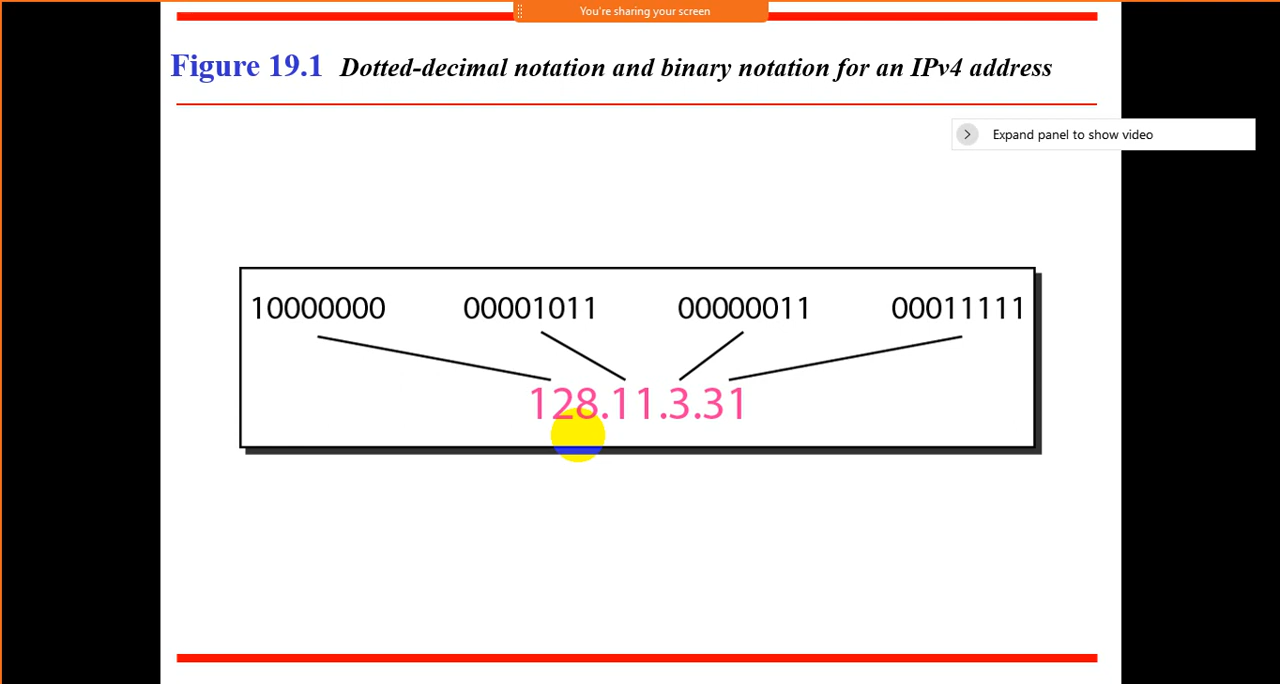 You're sharing your screen
Figure 19.1 Dotted-decimal notation and binary notation for an IPv4 address
Expand panel to show video
10000000 00001011 00000011 00011111
128.11.3.31